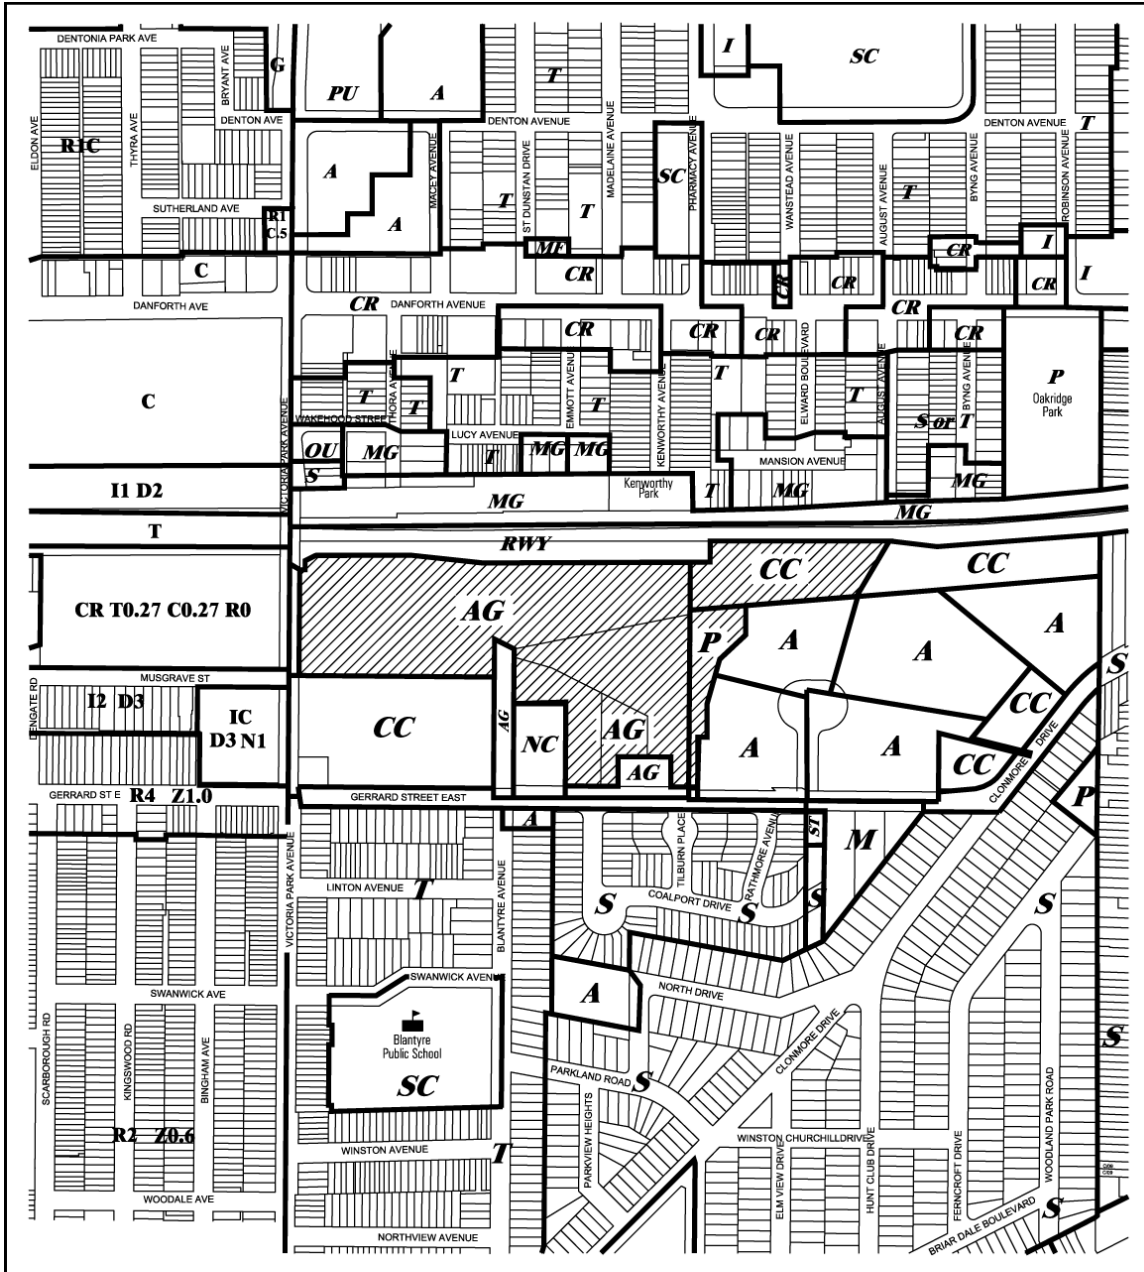 DENTONIA PARK AVE
I
SC
G
BRYANT AVE
T
PU
A
DENTON AVE
DENTON AVENUE
DENTON AVENUE
T
ELDON AVE
R1C
THYRA AVE
MACEY AVENUE
ST DUNSTAN DRIVE
MADELAINE AVENUE
PHARMACY AVENUE
WANSTEAD AVENUE
AUGUST AVENUE
BYNG AVENUE
ROBINSON AVENUE
A
SC
T
T
T
SUTHERLAND AVE
R1
C.5
A
MF
CR
I
C
CR
CR
CR
CR
CR
I
DANFORTH AVE
CR
DANFORTH AVENUE
CR
CR
CR
CR
CR
C
VICTORIA PARK AVENUE
T
THORA AVENUE
T
T
EMMOTT AVENUE
T
KENWORTHY AVENUE
T
ELWARD BOULEVARD
T
AUGUST AVENUE
BYNG AVENUE
P
Oakridge
Park
WAKEHOOD STREET
S or T
LUCY AVENUE
OU
MG
T
MG
MG
MANSION AVENUE
S
I1 D2
MG
Kenworthy
Park
T
MG
MG
MG
T
RWY
CC
CC
CR T0.27 C0.27 R0
AG
P
A
A
A
S
MUSGRAVE ST
DENGATE RD
I2 D3
IC
D3 N1
CC
AG
NC
AG
AG
A
A
CC
CC
CLONMORE DRIVE
P
GERRARD ST E
R4 Z1.0
GERRARD STREET EAST
A
TILBURN PLACE
RATHMORE AVENUE
ST
M
VICTORIA PARK AVENUE
LINTON AVENUE
T
BLANTYRE AVENUE
COALPORT DRIVE
S
S
S
S
SWANWICK AVENUE
SWANWICK AVE
A
NORTH DRIVE
SCARBOROUGH RD
KINGSWOOD RD
BINGHAM AVE
Blantyre
Public School
SC
CLONMORE DRIVE
S
PARKLAND ROAD
S
PARKVIEW HEIGHTS
WOODLAND PARK ROAD
R2 Z0.6
WINSTON AVENUE
T
WINSTON CHURCHILLDRIVE
ELM VIEW DRIVE
HUNT CLUB DRIVE
FERNCROFT DRIVE
WOODALE AVE
S
NORTHVIEW AVENUE
BRIAR DALE BOULEVARD